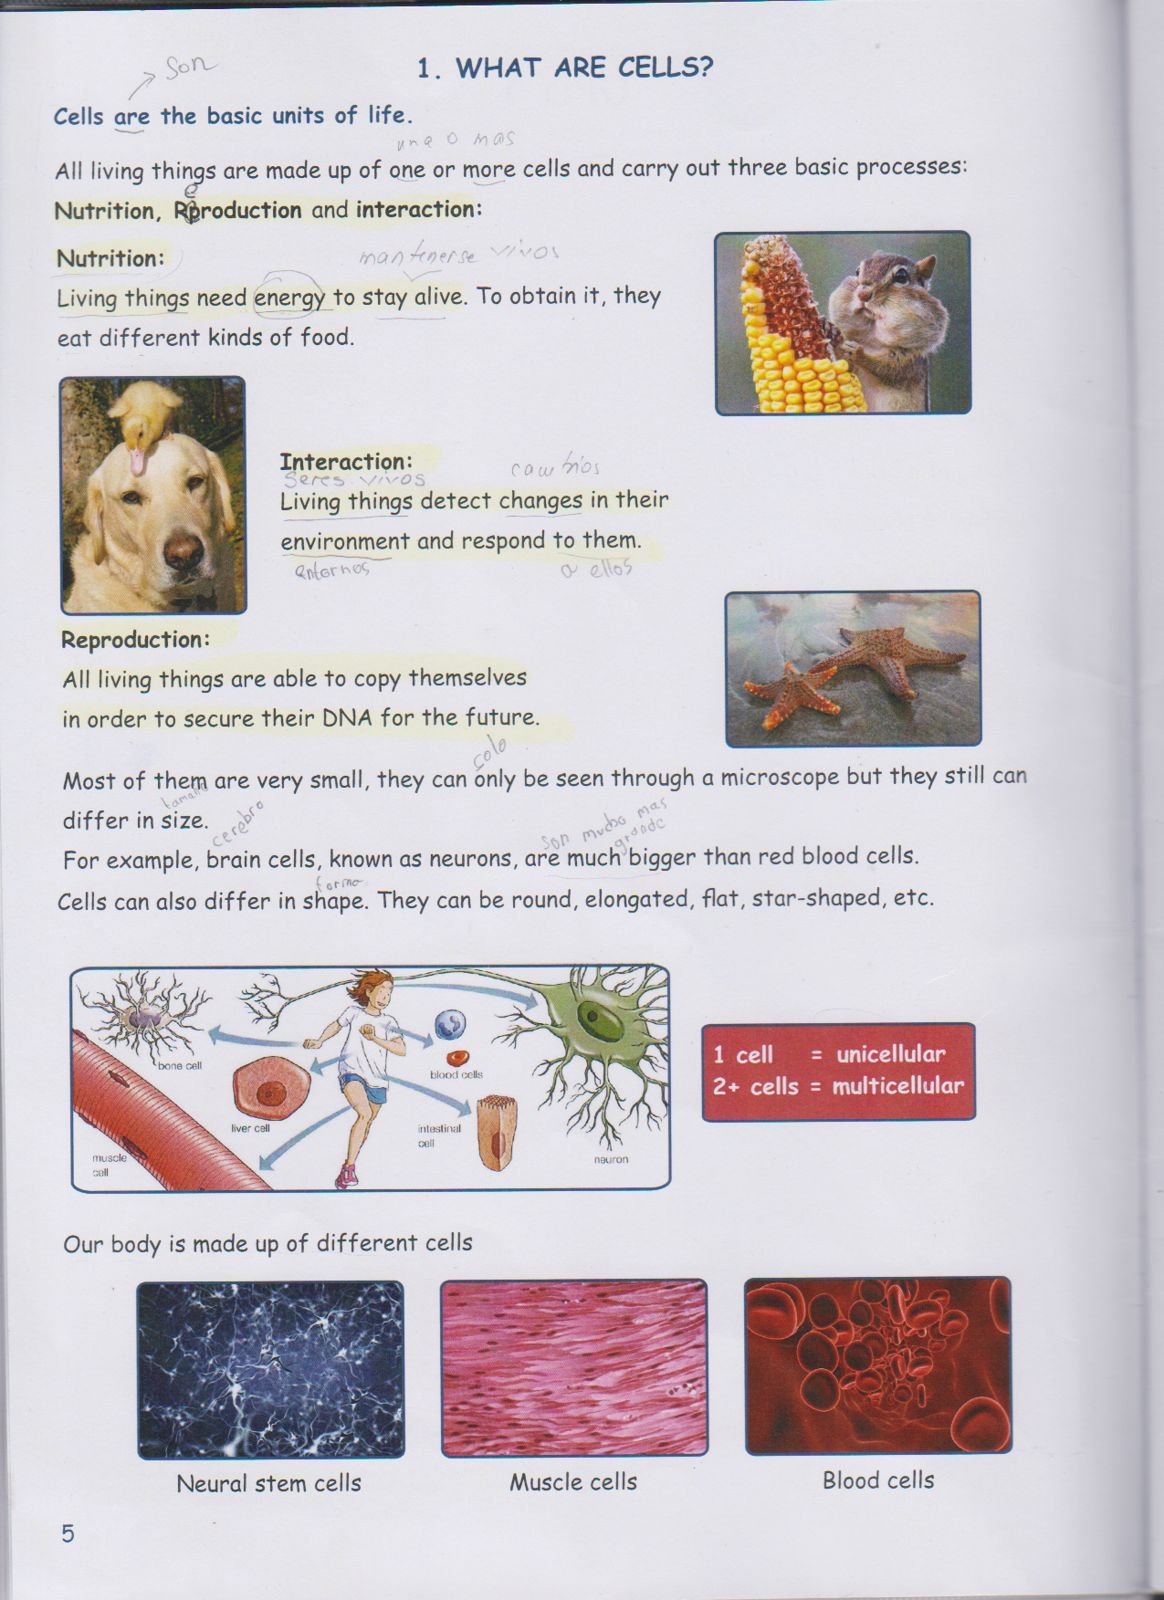 son
1. WHAT ARE CELLS?
Cells are the basic units of life.
una o mas
All living things are made up of one or more cells and carry out three basic processes:
Nutrition, Reproduction and interaction:
Nutrition:
mantenerse vivos
Living things need energy to stay alive. To obtain it, they
eat different kinds of food.
Interaction:
seres vivos
cambios
Living things detect changes in their
environment and respond to them.
entornos
a ellos
Reproduction:
All living things are able to copy themselves
in order to secure their DNA for the future.
solo
Most of them are very small, they can only be seen through a microscope but they still can
tamaño
differ in size.
cerebro
son mucho mas
grande
For example, brain cells, known as neurons, are much bigger than red blood cells.
forma
Cells can also differ in shape. They can be round, elongated, flat, star-shaped, etc.
bone cell
blood cells
liver cell
intestinal
cell
muscle
cell
neuron
1 cell = unicellular
2+ cells = multicellular
Our body is made up of different cells
Neural stem cells
Muscle cells
Blood cells
5